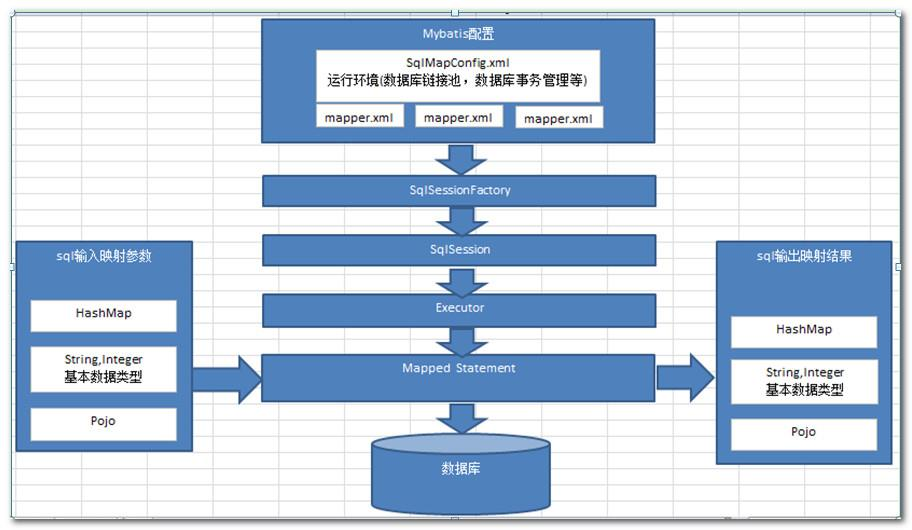 Mybatis配置
SqlMapConfig.xml
运行环境(数据库链接池，数据库事务管理等)
mapper.xml
mapper.xml
mapper.xml
SqlSessionFactory
SqlSession
Executor
Mapped Statement
数据库
sql输入映射参数
HashMap
String,Integer
基本数据类型
Pojo
sql输出映射结果
HashMap
String,Integer
基本数据类型
Pojo